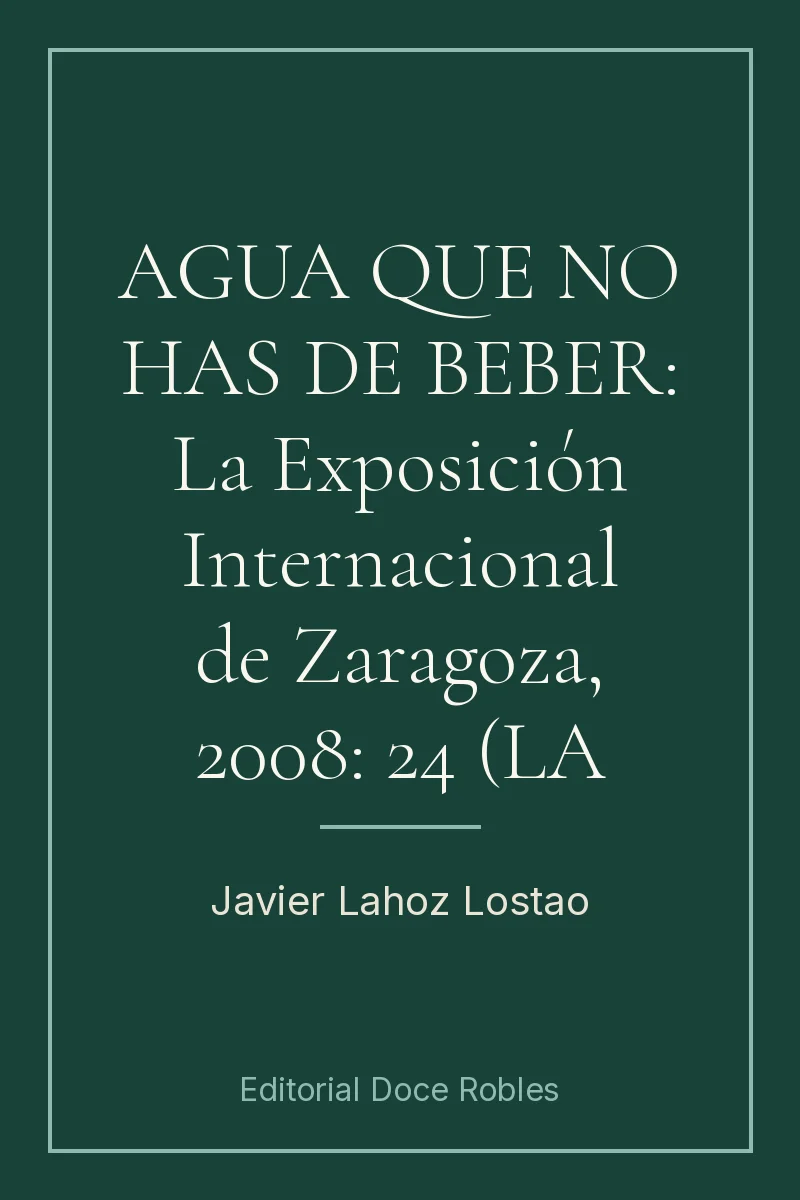 AGUA QUE NO
HAS DE BEBER:
La Exposición
Internacional
de Zaragoza,
2008: 24 (LA
Javier Lahoz Lostao
Editorial Doce Robles